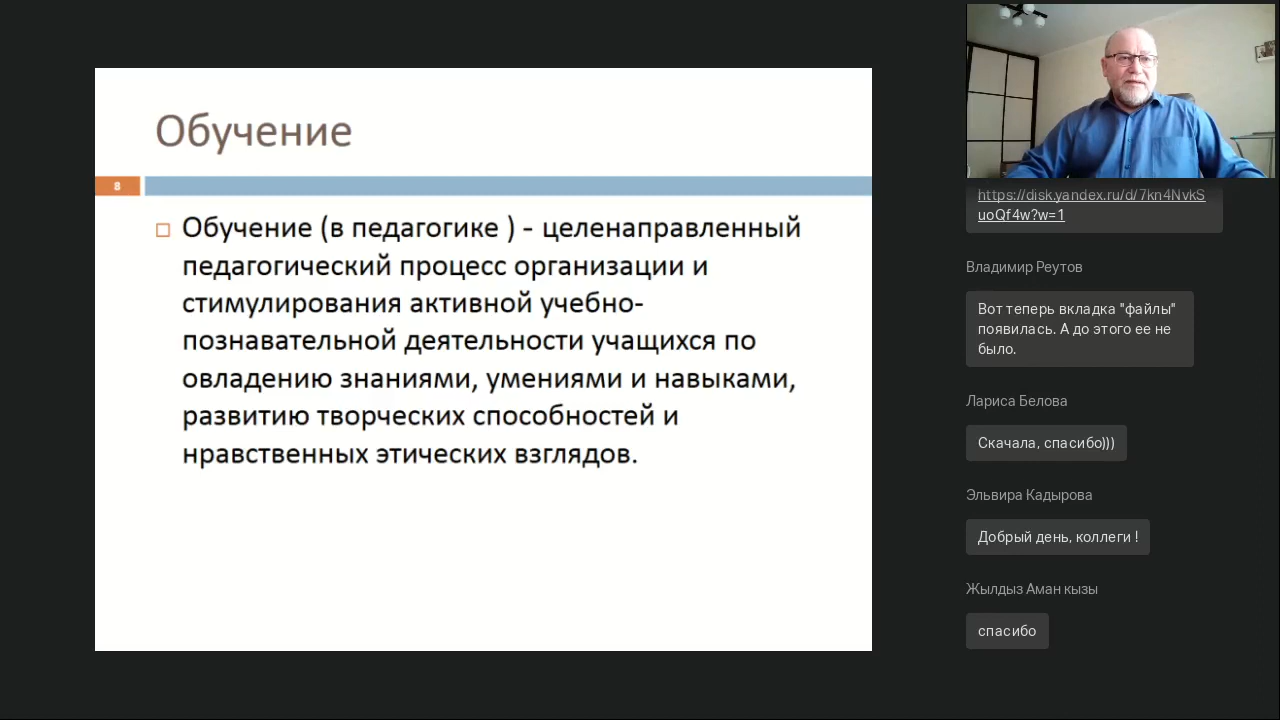 Обучение
8
Обучение (в педагогике ) - целенаправленный
педагогический процесс организации и
стимулирования активной учебно-
познавательной деятельности учащихся по
овладению знаниями, умениями и навыками,
развитию творческих способностей и
нравственных этических взглядов.
https://disk.yandex.ru/d/7kn4NvkS
uoQf4w?w=1
Владимир Реутов
Вот теперь вкладка "файлы"
появилась. А до этого ее не
было.
Лариса Белова
Скачала, спасибо)))
Эльвира Кадырова
Добрый день, коллеги !
Жылдыз Аман кызы
спасибо